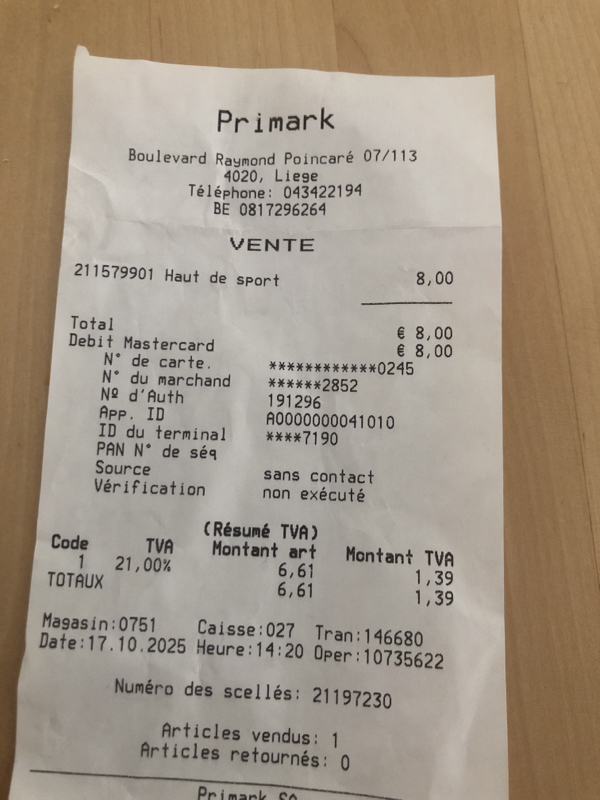 Primark
Boulevard Raymond Poincaré 07/113
4020, Liege
Téléphone: 043422194
BE 0817296264
VENTE
211579901 Haut de sport 8,00
Total € 8,00
Debit Mastercard € 8,00
N° de carte. ************0245
N° du marchand ******2852
Nº d'Auth 191296
App. ID A0000000041010
ID du terminal ****7190
PAN N° de séq
Source sans contact
Vérification non exécuté
(Résumé TVA)
Code TVA Montant art Montant TVA
1 21,00% 6,61 1,39
TOTAUX 6,61 1,39
Magasin:0751 Caisse:027 Tran:146680
Date:17.10.2025 Heure:14:20 Oper:10735622
Numéro des scellés: 21197230
Articles vendus: 1
Articles retournés: 0
Primark SA